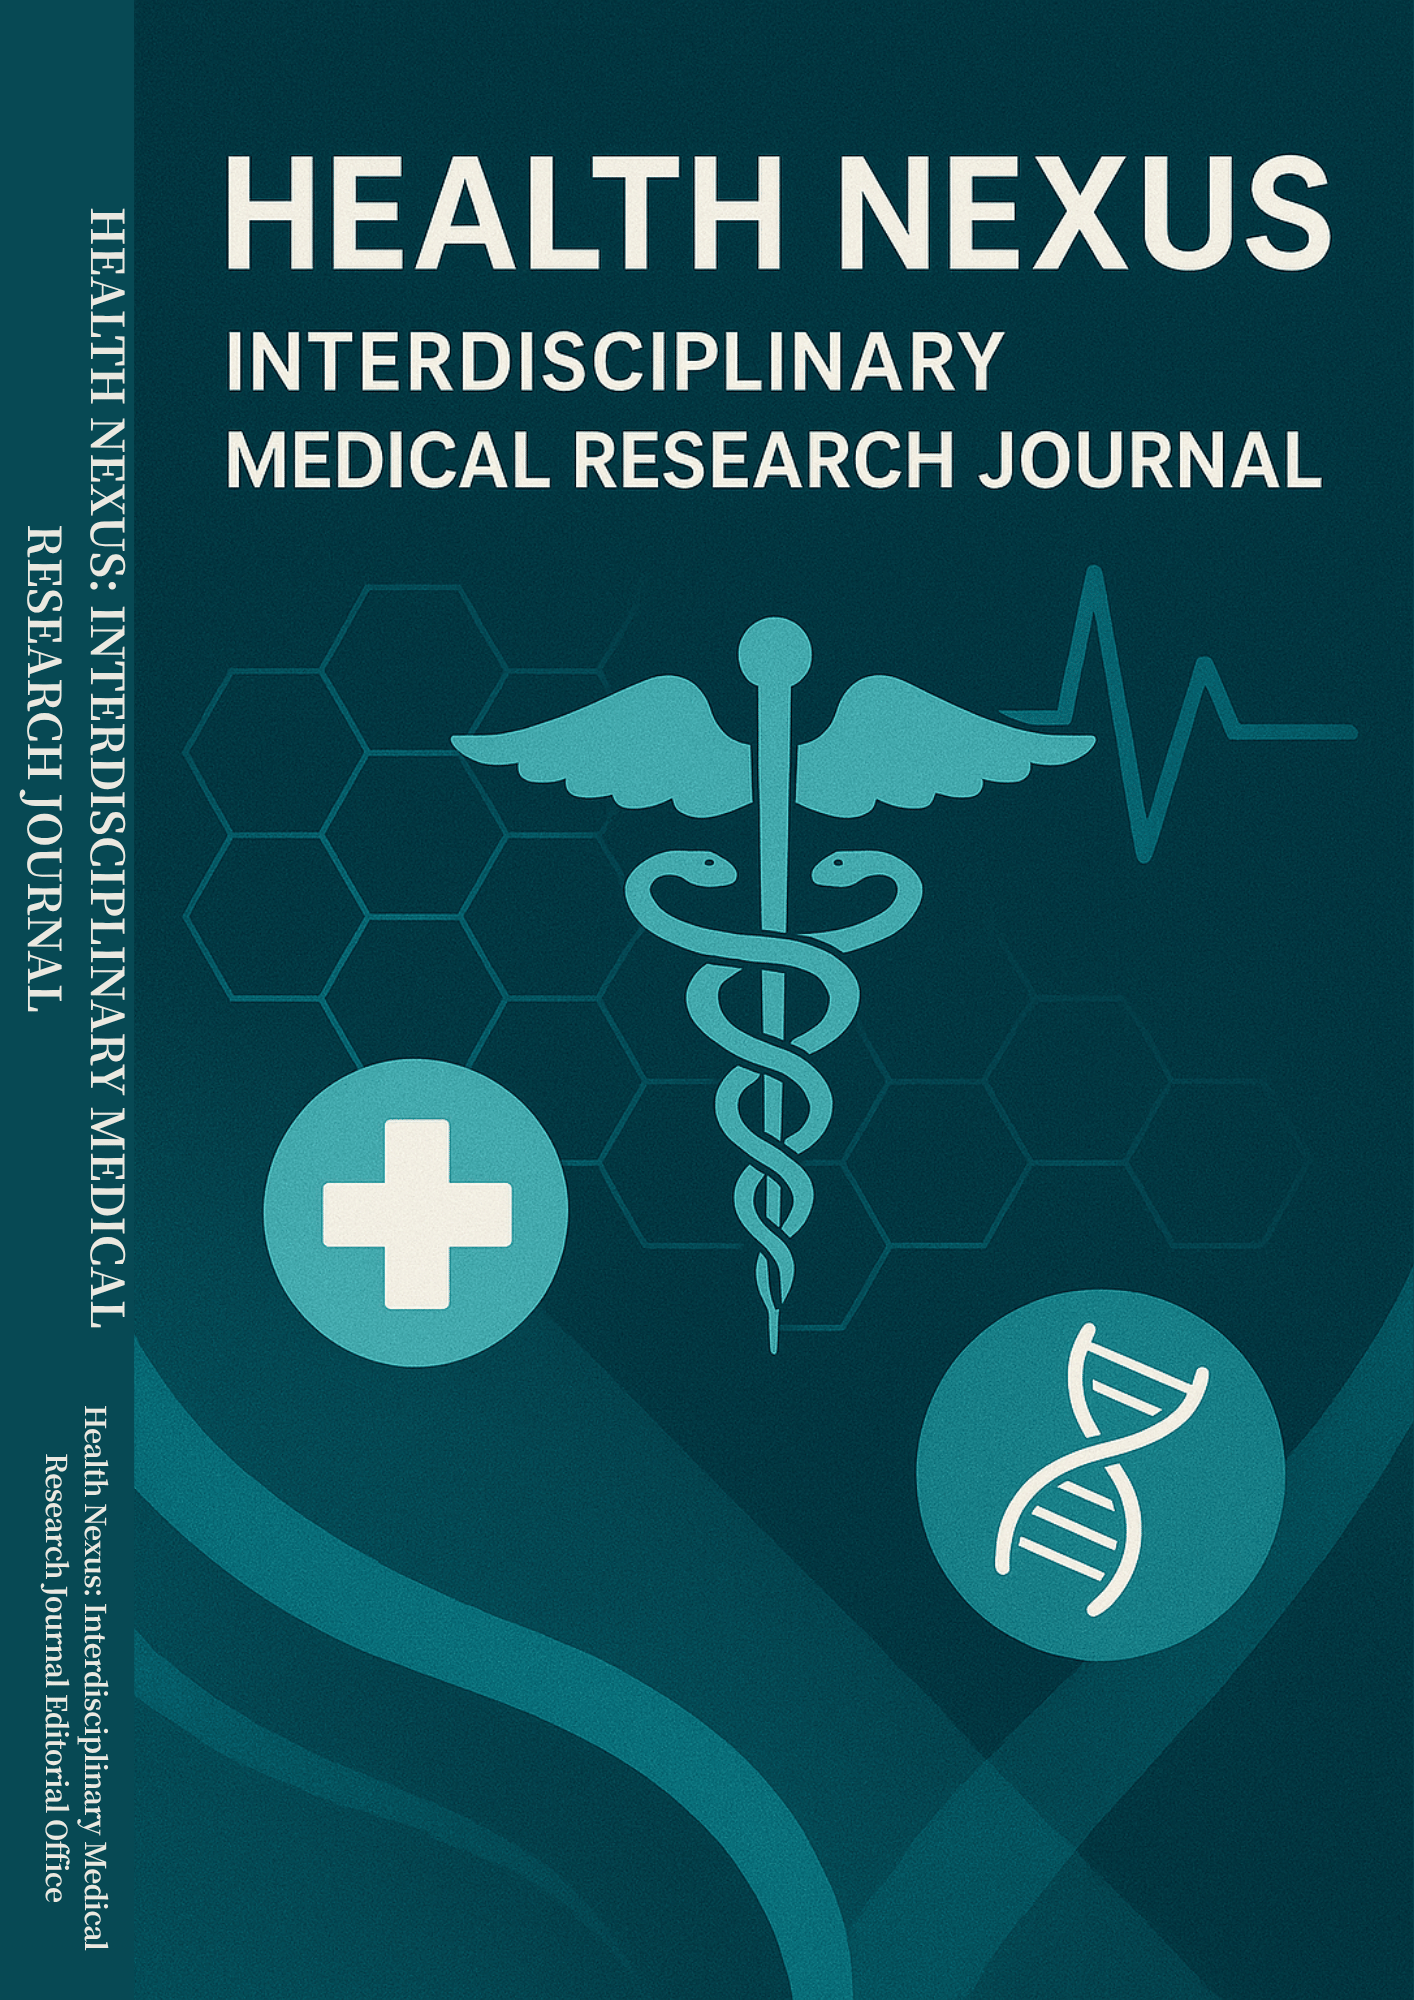 HEALTH NEXUS
INTERDISCIPLINARY
MEDICAL RESEARCH JOURNAL
HEALTH NEXUS: INTERDISCIPLINARY MEDICAL
RESEARCH JOURNAL
Health Nexus: Interdisciplinary Medical
Research Journal Editorial Office